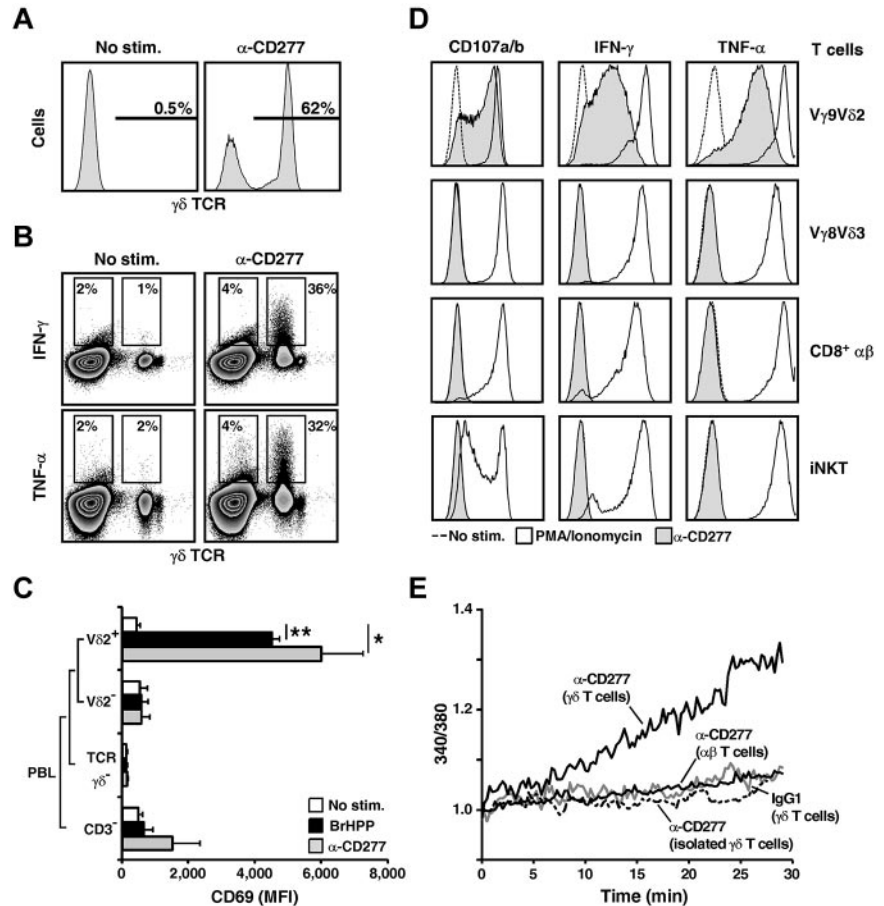 A
No stim.
α-CD277
0.5%
62%
Cells
γδ TCR
B
No stim.
α-CD277
2%
1%
4%
36%
IFN-γ
2%
2%
4%
32%
TNF-α
γδ TCR
C
Vδ2+
**
*
Vδ2-
TCR
γδ-
CD3-
PBL
No stim.
BrHPP
α-CD277
0
2,000
4,000
6,000
8,000
CD69 (MFI)
D
CD107a/b
IFN-γ
TNF-α
T cells
Vγ9Vδ2
Vγ8Vδ3
CD8+ αβ
iNKT
No stim.
PMA/Ionomycin
α-CD277
E
1.4
1.3
1.2
1.1
1.0
340/380
α-CD277
(γδ T cells)
α-CD277
(αβ T cells)
IgG1
(γδ T cells)
α-CD277
(isolated γδ T cells)
0
5
10
15
20
25
30
Time (min)